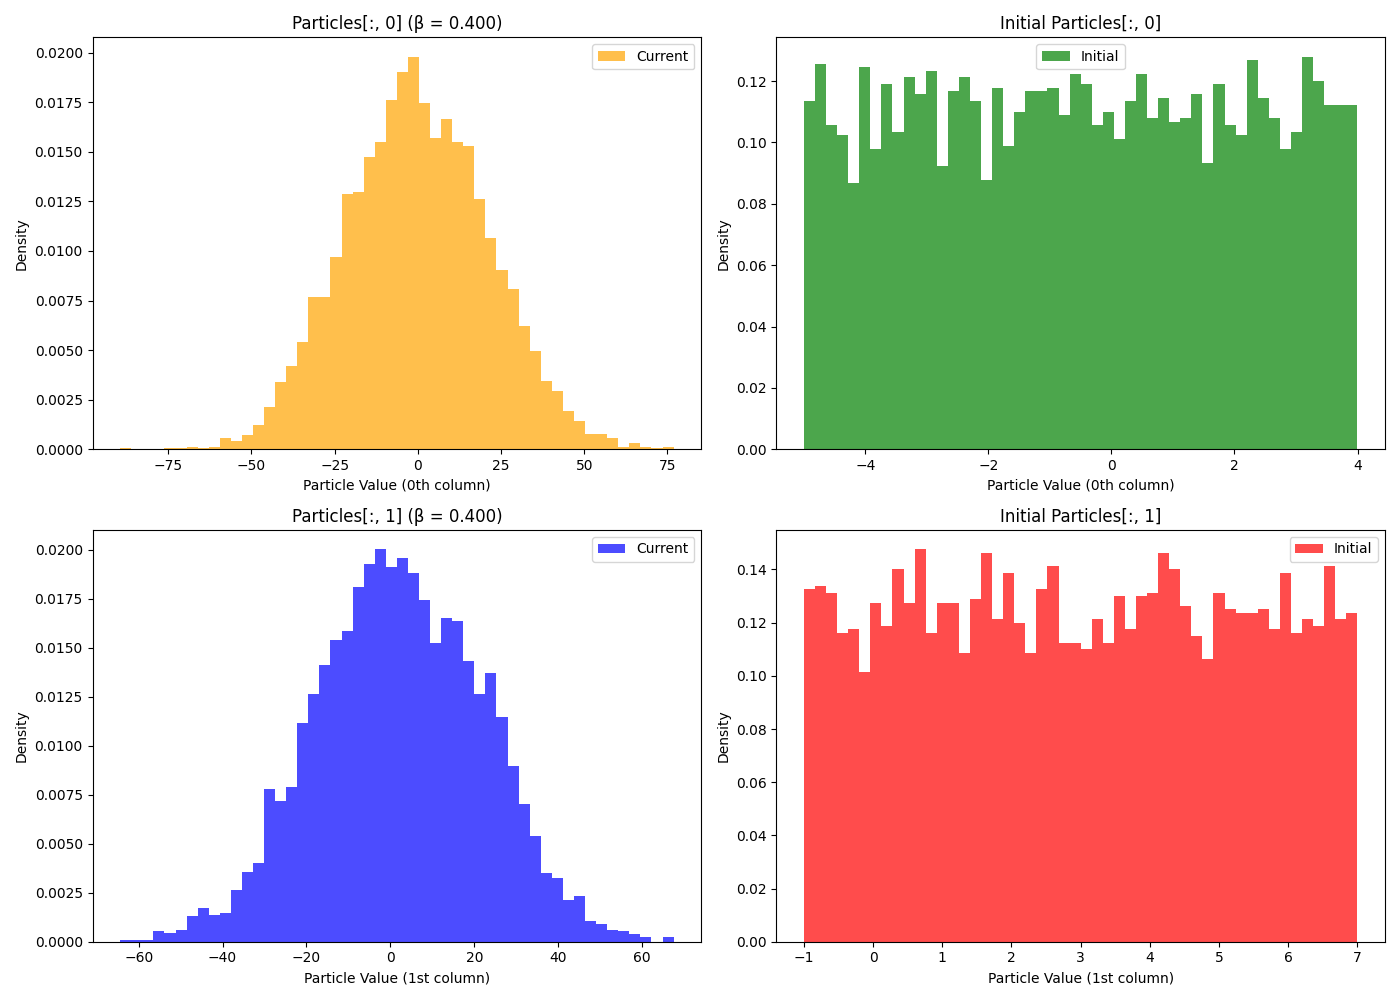 Particles[:, 0] (β = 0.400)
Current
Density
0.0200
0.0175
0.0150
0.0125
0.0100
0.0075
0.0050
0.0025
0.0000
−75 −50 −25 0 25 50 75
Particle Value (0th column)
Initial Particles[:, 0]
Initial
Density
0.12
0.10
0.08
0.06
0.04
0.02
0.00
−4 −2 0 2 4
Particle Value (0th column)
Particles[:, 1] (β = 0.400)
Current
Density
0.0200
0.0175
0.0150
0.0125
0.0100
0.0075
0.0050
0.0025
0.0000
−60 −40 −20 0 20 40 60
Particle Value (1st column)
Initial Particles[:, 1]
Initial
Density
0.14
0.12
0.10
0.08
0.06
0.04
0.02
0.00
−1 0 1 2 3 4 5 6 7
Particle Value (1st column)